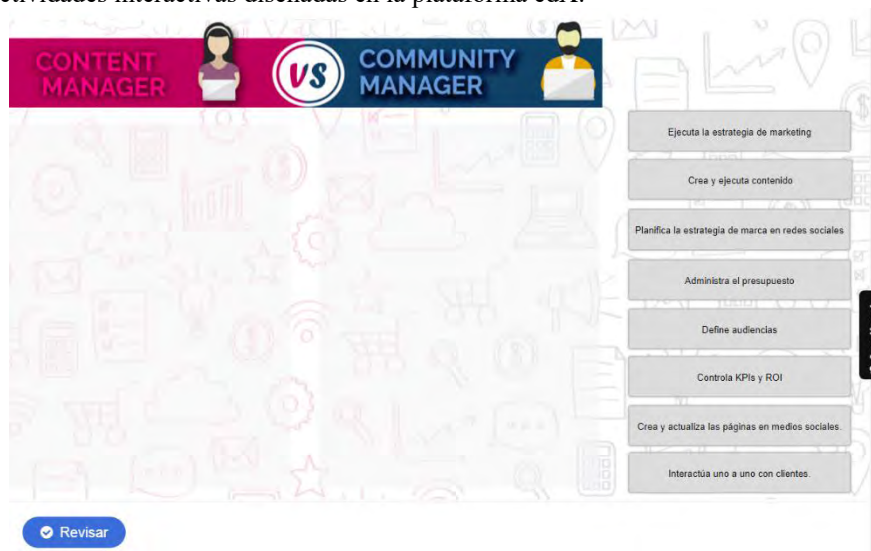 ctividades interactivas diseñadas en la plataforma edX.
CONTENT
MANAGER
VS
COMMUNITY
MANAGER
Ejecuta la estrategia de marketing
Crea y ejecuta contenido
Planifica la estrategia de marca en redes sociales
Administra el presupuesto
Define audiencias
Controla KPIs y ROI
Crea y actualiza las páginas en medios sociales.
Interactúa uno a uno con clientes.
Revisar